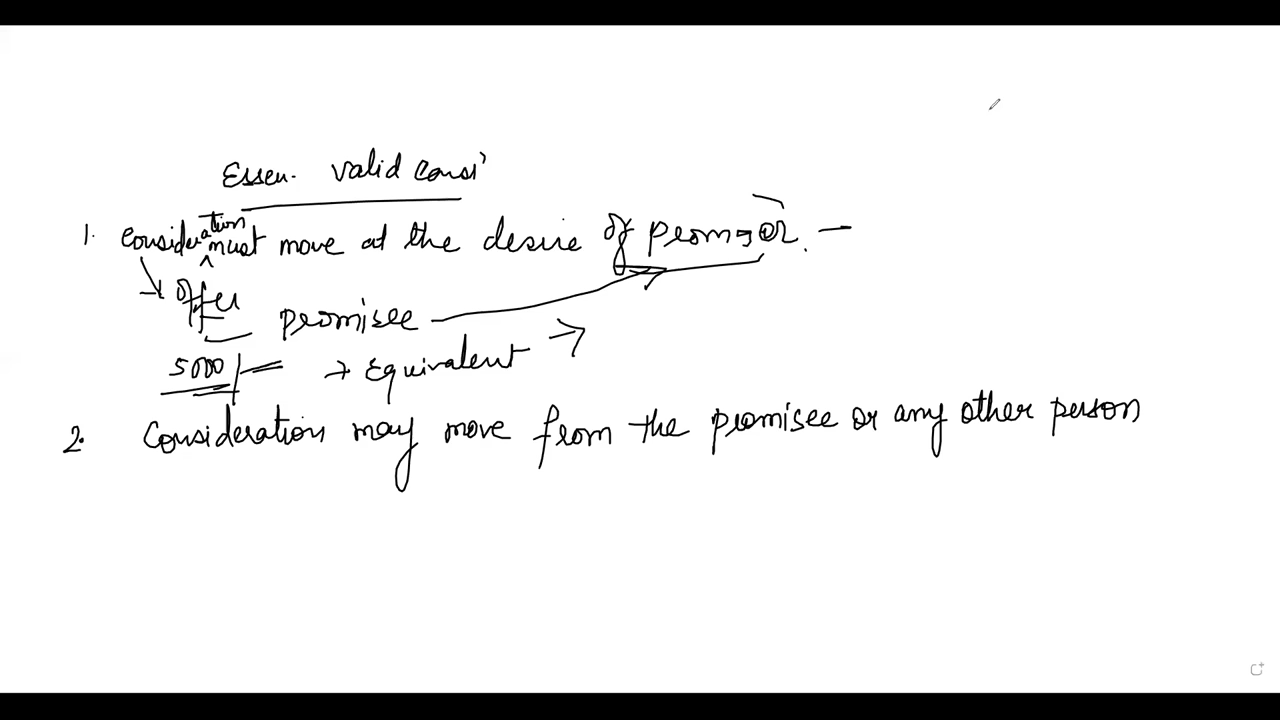 Essen. valid consi'
1. consideration must move at the desire of promisor. -
offer
promisee
5000/- → Equivalent →
2. Consideration may move from the promisee or any other person